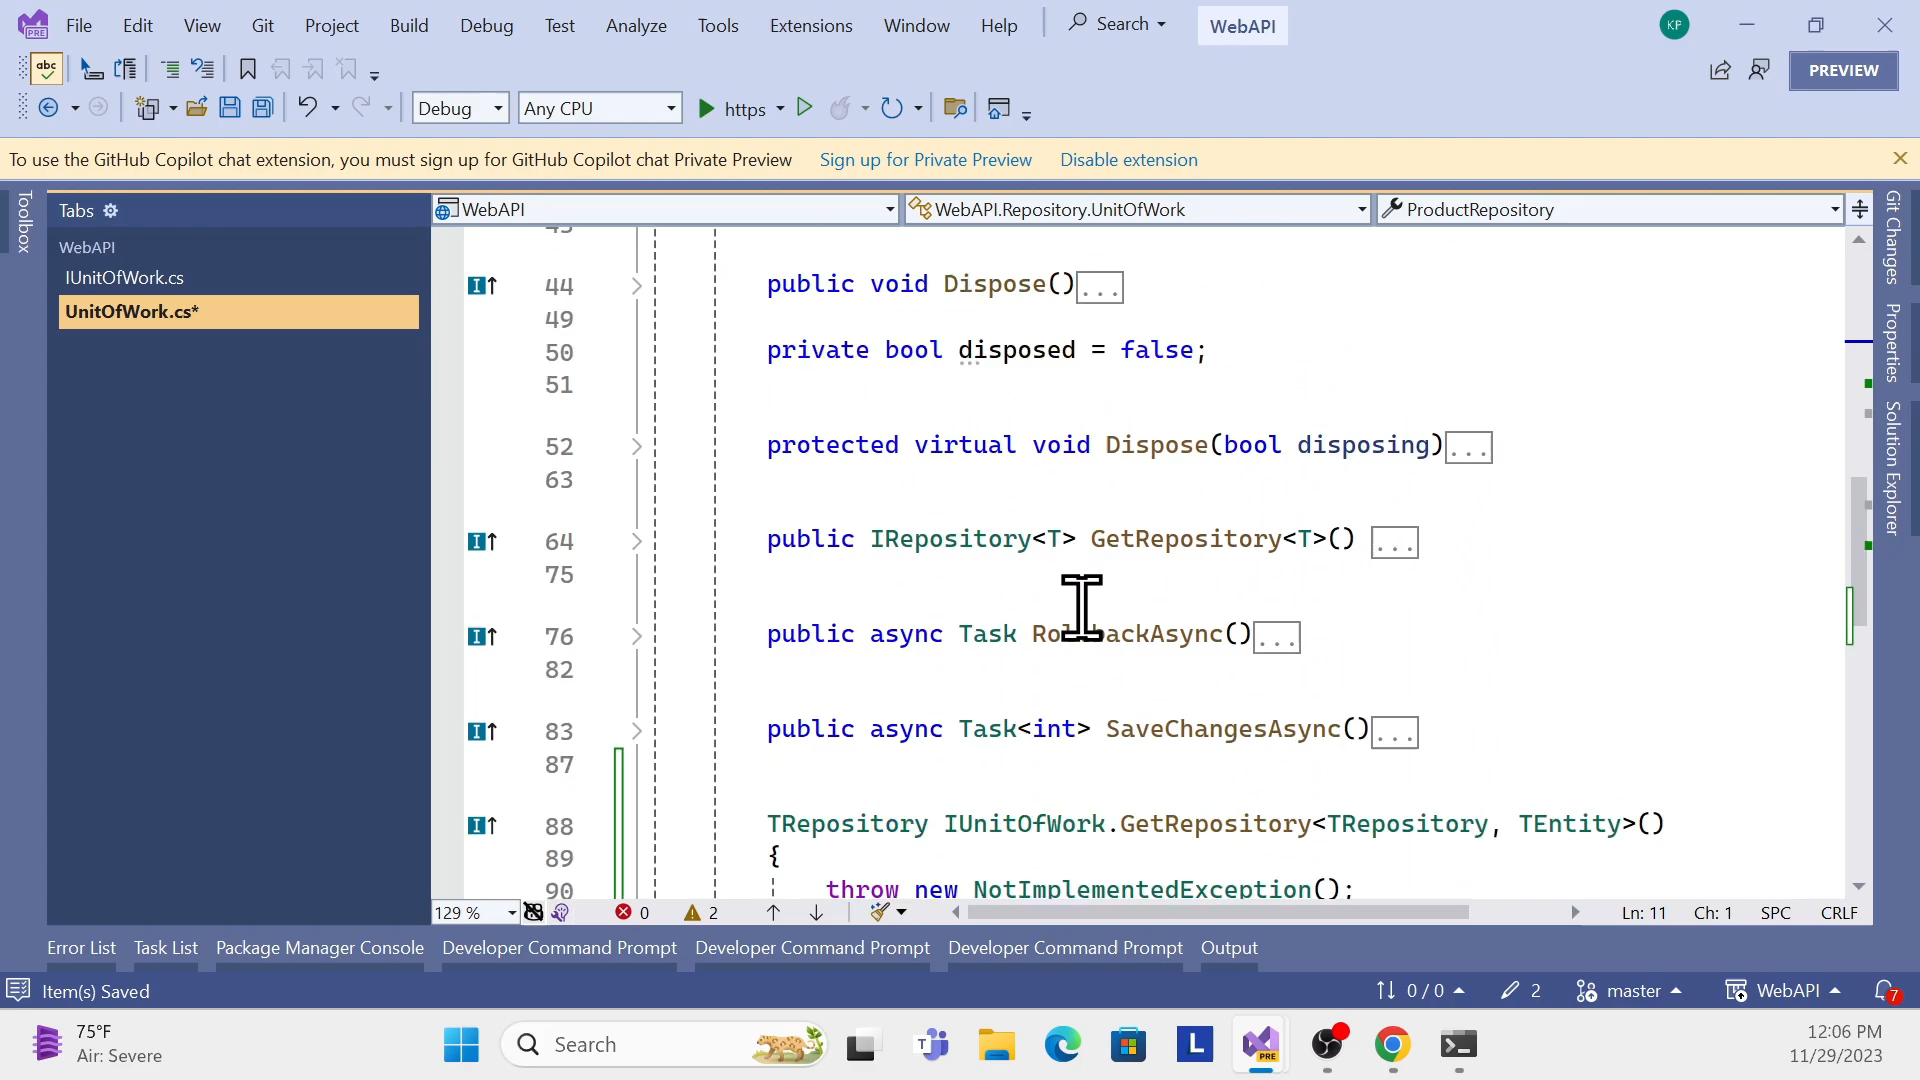 File Edit View Git Project Build Debug Test Analyze Tools Extensions Window Help Search WebAPI KP
PRE
abc
PREVIEW
Debug Any CPU https
To use the GitHub Copilot chat extension, you must sign up for GitHub Copilot chat Private Preview Sign up for Private Preview Disable extension
Toolbox
Tabs
WebAPI
IUnitOfWork.cs
UnitOfWork.cs*
WebAPI WebAPI.Repository.UnitOfWork ProductRepository
43
44 public void Dispose()...
49
50 private bool disposed = false;
51
52 protected virtual void Dispose(bool disposing)...
63
64 public IRepository<T> GetRepository<T>() ...
75
76 public async Task RollbackAsync()...
82
83 public async Task<int> SaveChangesAsync()...
87
88 TRepository IUnitOfWork.GetRepository<TRepository, TEntity>()
89 {
90 throw new NotImplementedException();
129 % 0 2 Ln: 11 Ch: 1 SPC CRLF
Git Changes
Properties
Solution Explorer
Error List Task List Package Manager Console Developer Command Prompt Developer Command Prompt Developer Command Prompt Output
Item(s) Saved 0 / 0 2 master WebAPI 7
75°F
Air: Severe
Search
T
L
PRE
12:06 PM
11/29/2023